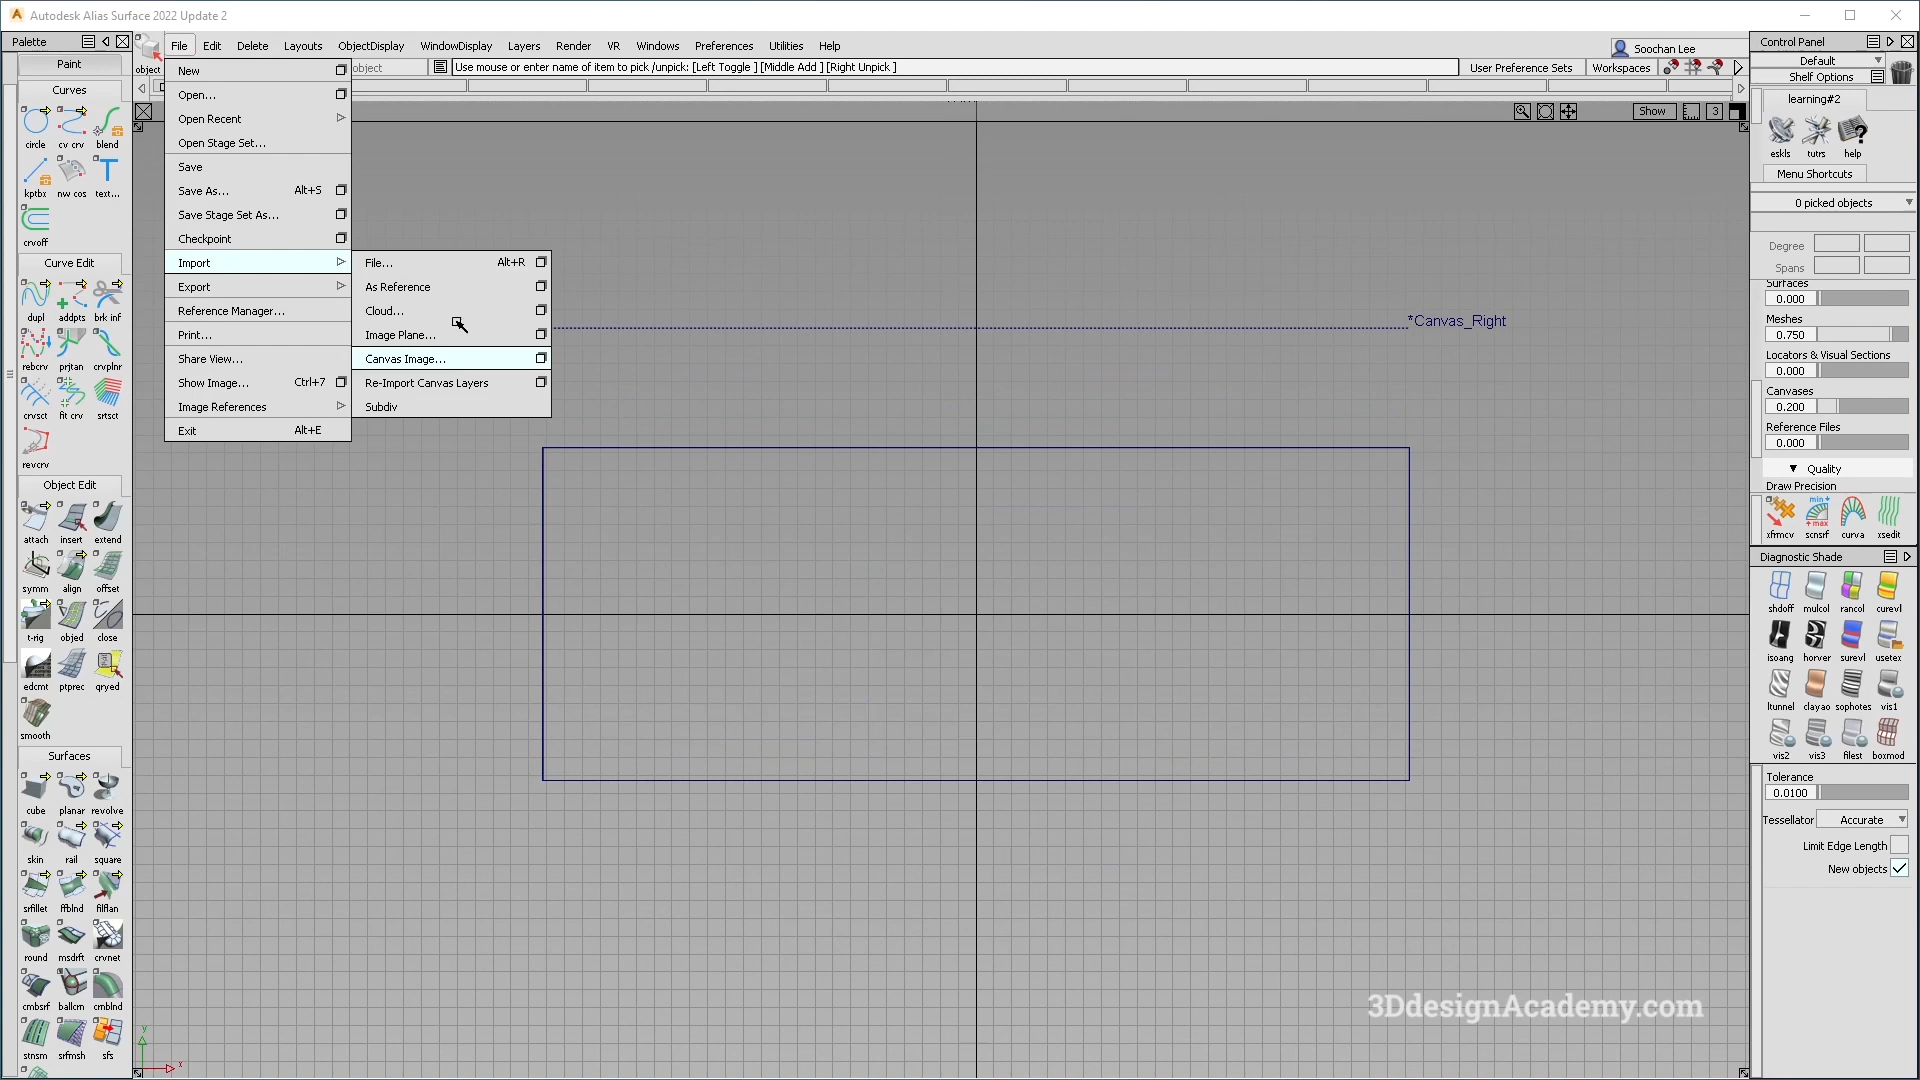 Autodesk Alias Surface 2022 Update 2
Palette
File Edit Delete Layouts ObjectDisplay WindowDisplay Layers Render VR Windows Preferences Utilities Help
Soochan Lee
Control Panel
object
object
Use mouse or enter name of item to pick /unpick: [Left Toggle ] [Middle Add ] [Right Unpick ]
User Preference Sets
Workspaces
Default
Shelf Options
Paint
Curves
circle cv crv blend
kptbx nw cos text...
crvoff
Curve Edit
dupl addpts brk inf
rebcrv prjtan crvplnr
crvsct fit crv srtsct
revcrv
Object Edit
attach insert extend
symm align offset
t-rig objed close
edcmt ptprec qryed
smooth
Surfaces
cube planar revolve
skin rail square
srfillet ffblnd filflan
round msdrft crvnet
cmbsrf ballcrn crnblnd
stnsm srfmsh sfs
New
Open...
Open Recent
Open Stage Set...
Save
Save As... Alt+S
Save Stage Set As...
Checkpoint
Import
Export
Reference Manager...
Print...
Share View...
Show Image... Ctrl+7
Image References
Exit Alt+E
File... Alt+R
As Reference
Cloud...
Image Plane...
Canvas Image...
Re-Import Canvas Layers
Subdiv
Show
3
*Canvas_Right
y
x
3DdesignAcademy.com
learning#2
eskls tutrs help
Menu Shortcuts
0 picked objects
Degree
Spans
Surfaces
0.000
Meshes
0.750
Locators & Visual Sections
0.000
Canvases
0.200
Reference Files
0.000
Quality
Draw Precision
min
max
xfrmcv scnsrf curva xsedit
Diagnostic Shade
shdoff mulcol rancol curevl
isoang horver surevl usetex
ltunnel clayao sophotes vis1
vis2 vis3 filest boxmod
Tolerance
0.0100
Tessellator Accurate
Limit Edge Length
New objects